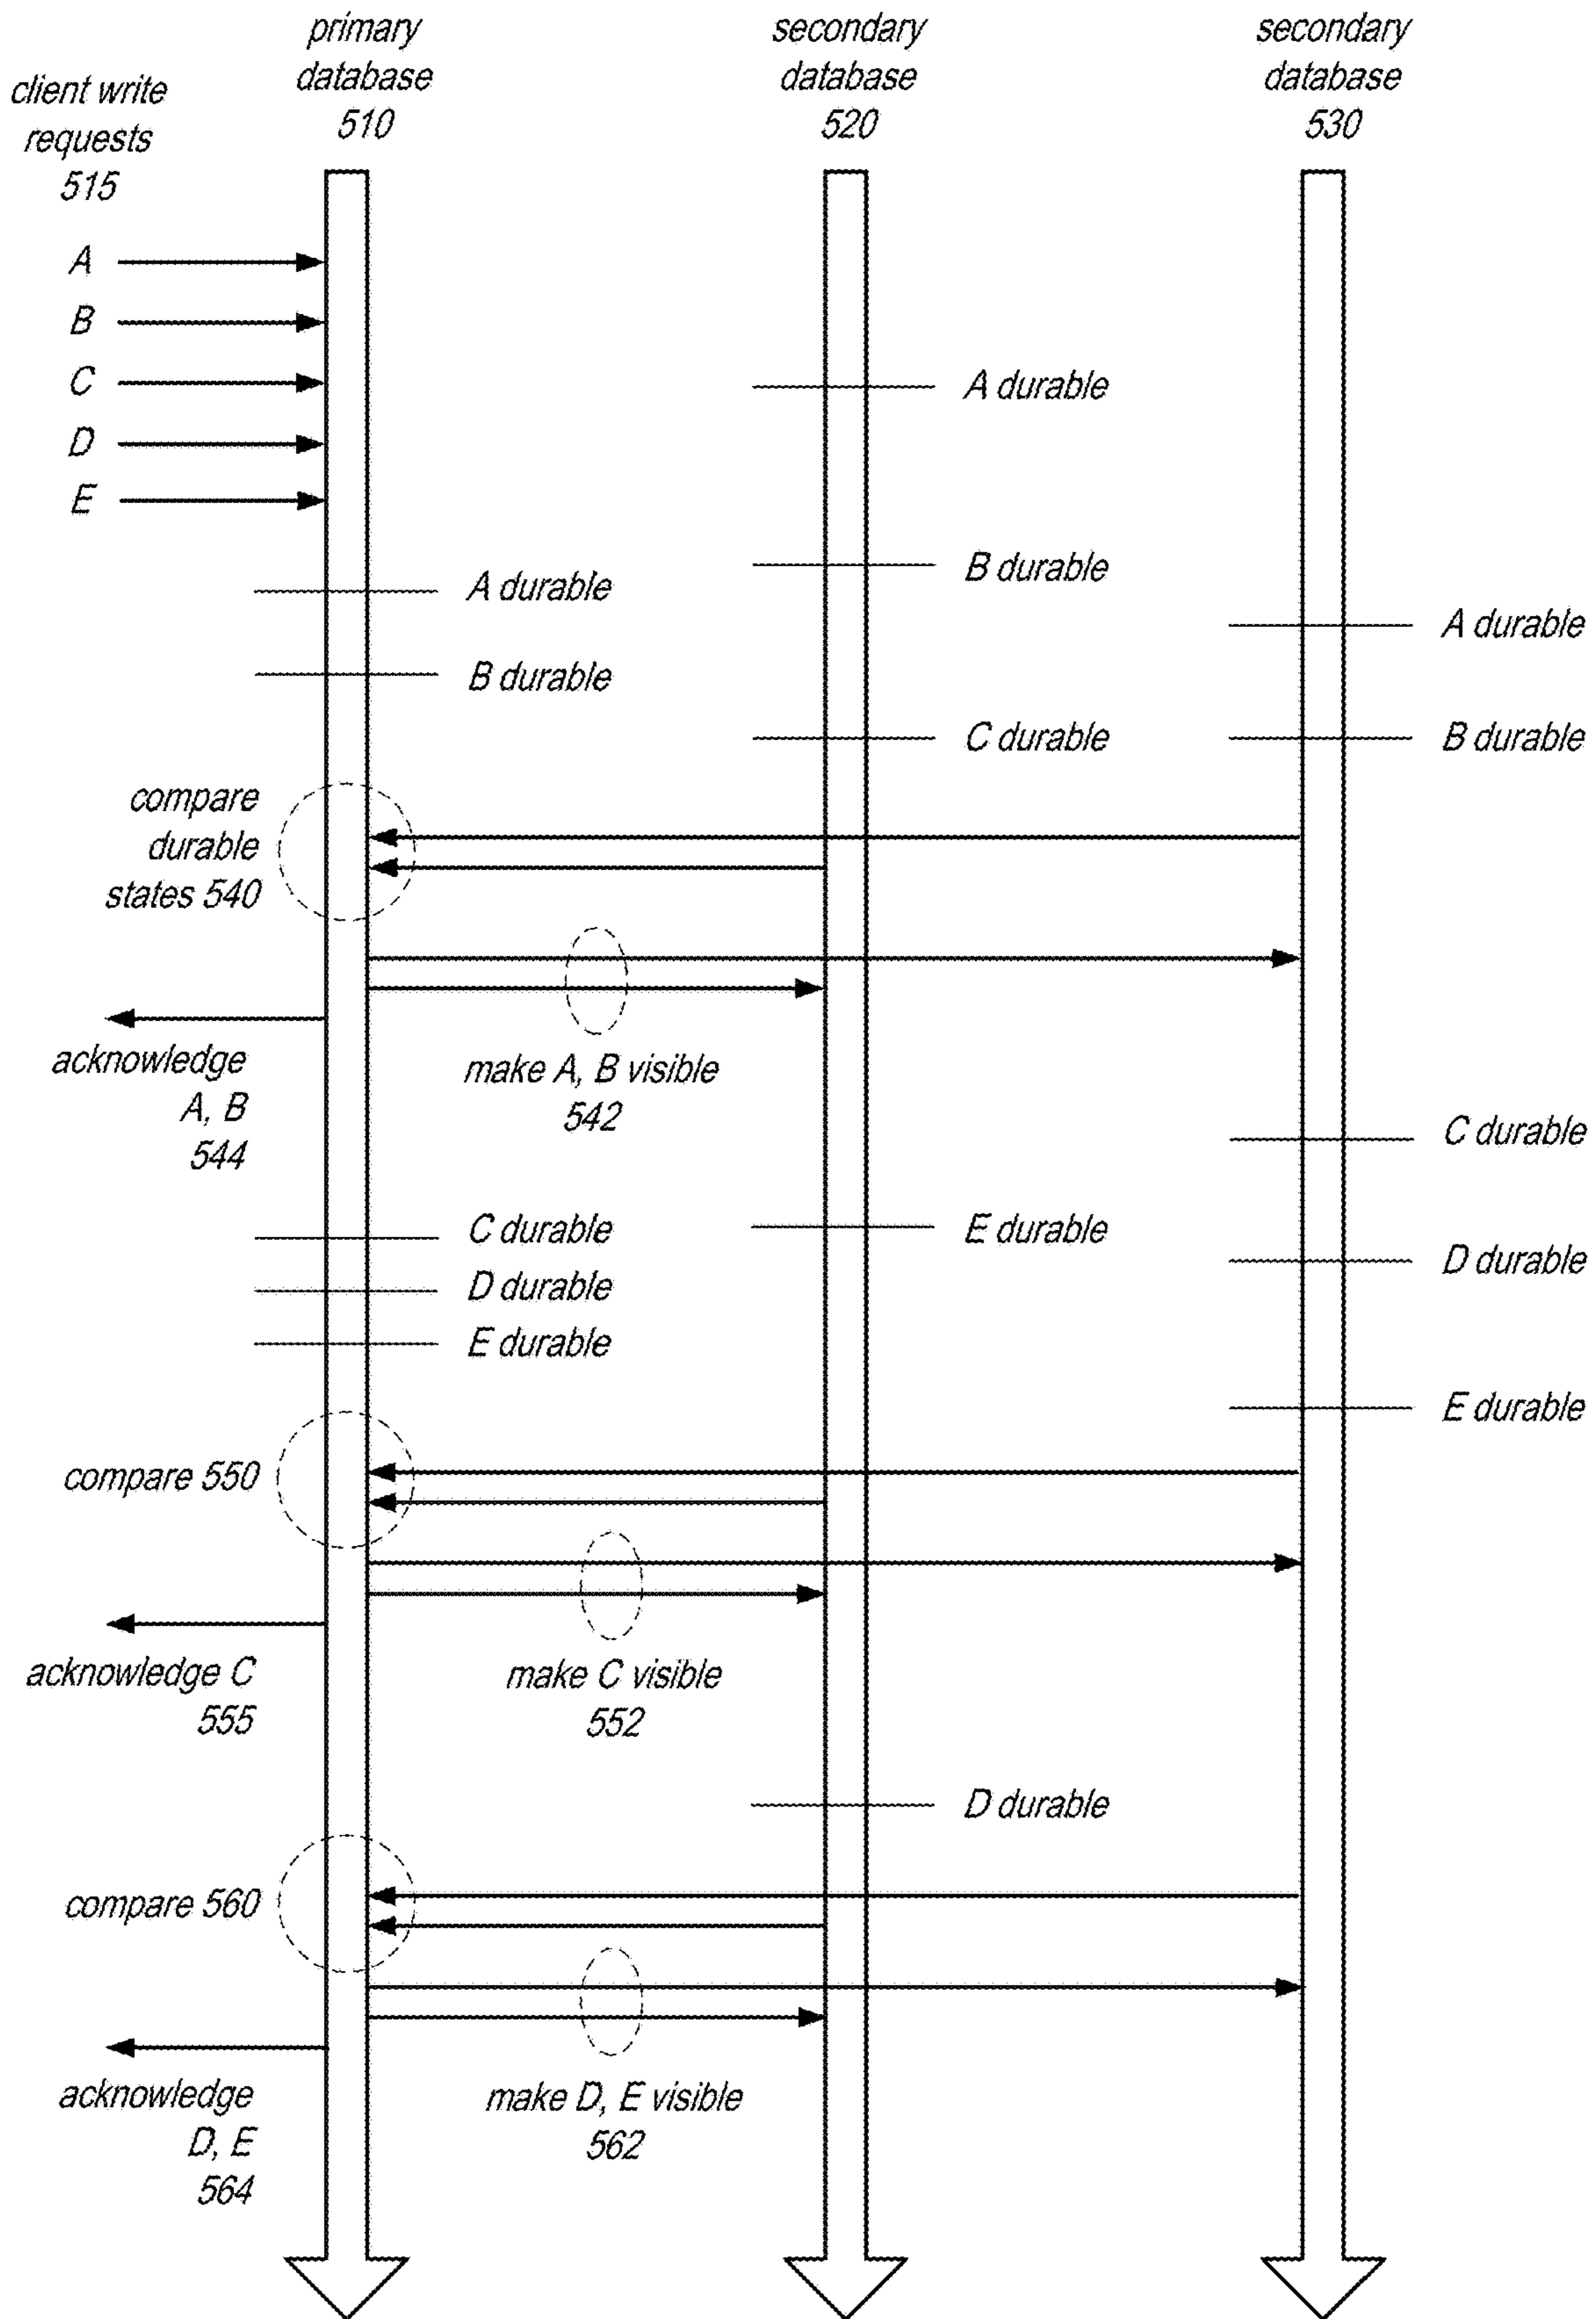 primary
database
510
secondary
database
520
secondary
database
530
client write
requests
515
A
B
C
D
E
A durable
B durable
A durable
A durable
B durable
C durable
B durable
compare
durable
states 540
acknowledge
A, B
544
make A, B visible
542
C durable
C durable
E durable
D durable
D durable
E durable
E durable
compare 550
acknowledge C
555
make C visible
552
D durable
compare 560
acknowledge
D, E
564
make D, E visible
562